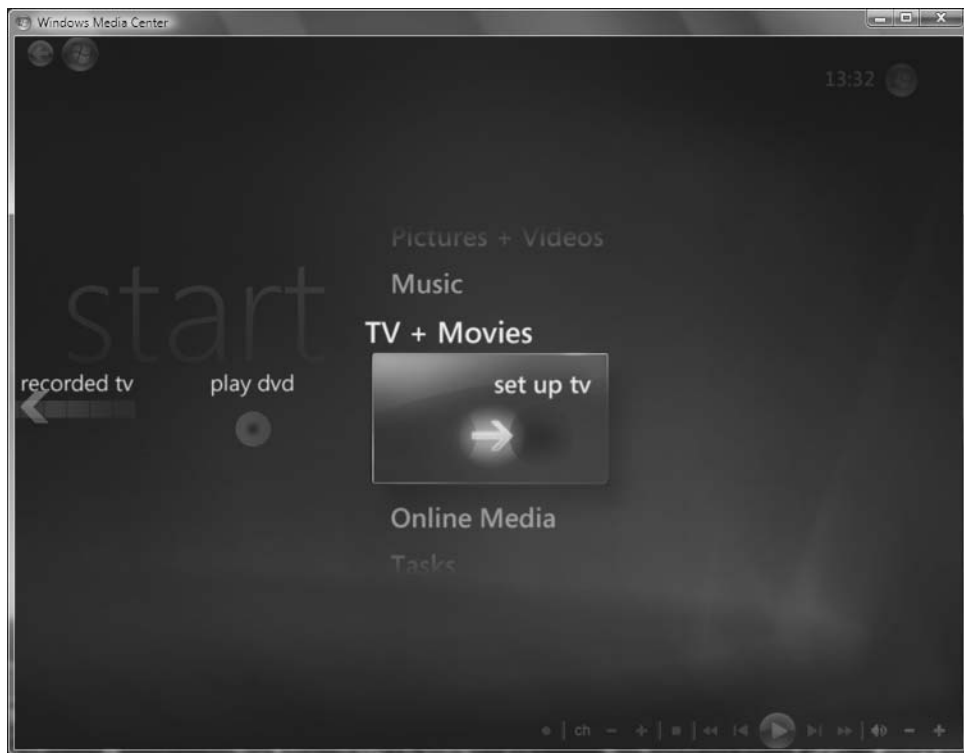 Windows Media Center
13:32
Pictures + Videos
Music
start
TV + Movies
recorded tv
play dvd
set up tv
Online Media
Tasks
ch - +
- +